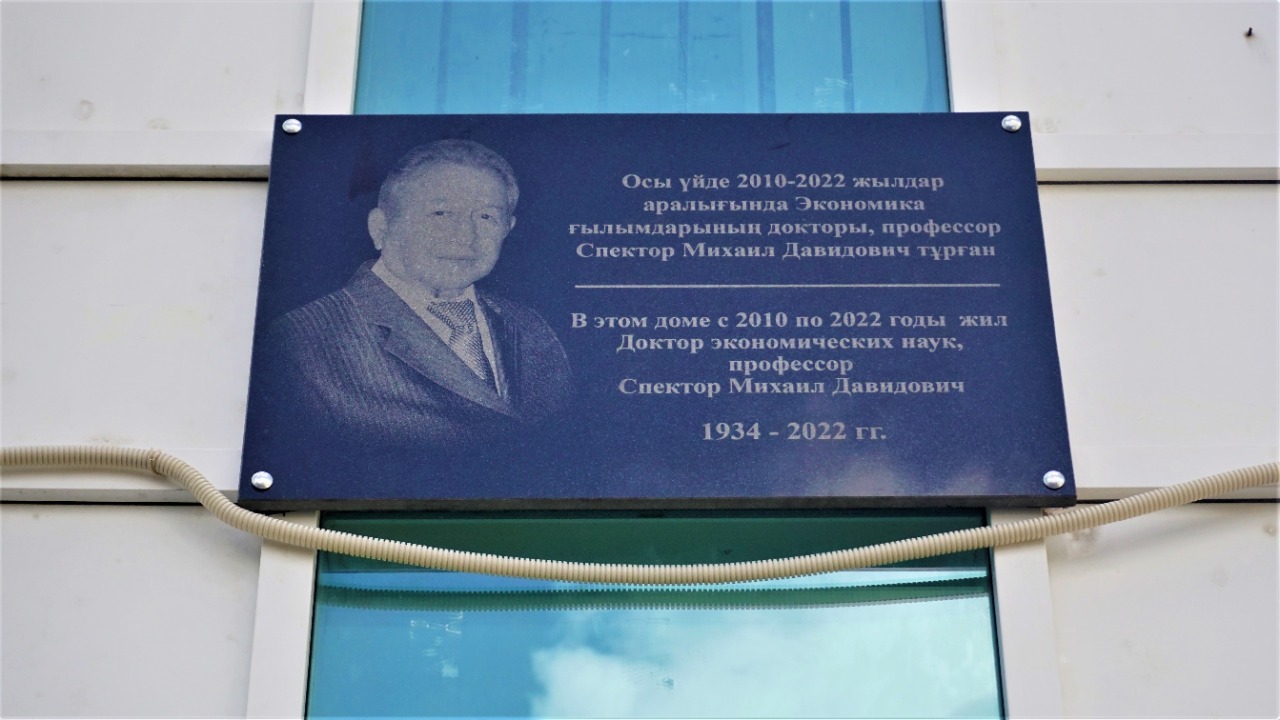 Осы үйде 2010-2022 жылдар
аралығында Экономика
ғылымдарының докторы, профессор
Спектор Михаил Давидович тұрған
В этом доме с 2010 по 2022 годы жил
Доктор экономических наук,
профессор
Спектор Михаил Давидович
1934 - 2022 гг.